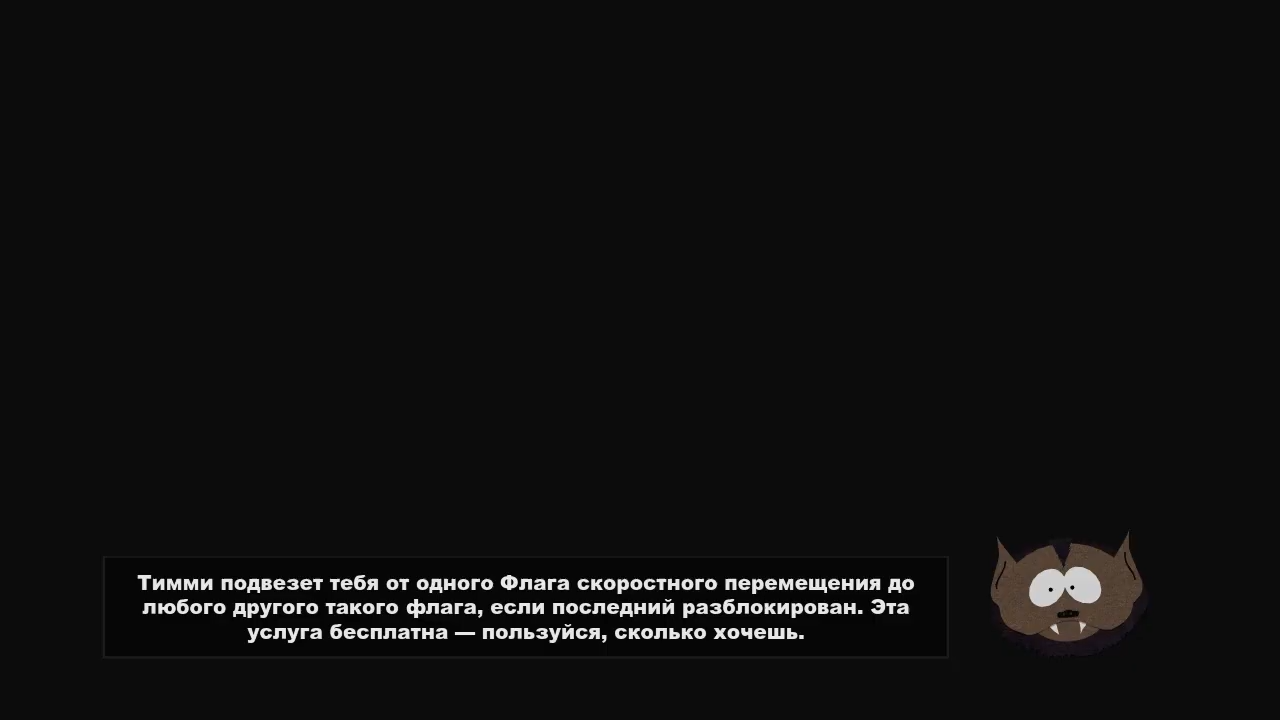 Тимми подвезет тебя от одного Флага скоростного перемещения до
любого другого такого флага, если последний разблокирован. Эта
услуга бесплатна — пользуйся, сколько хочешь.